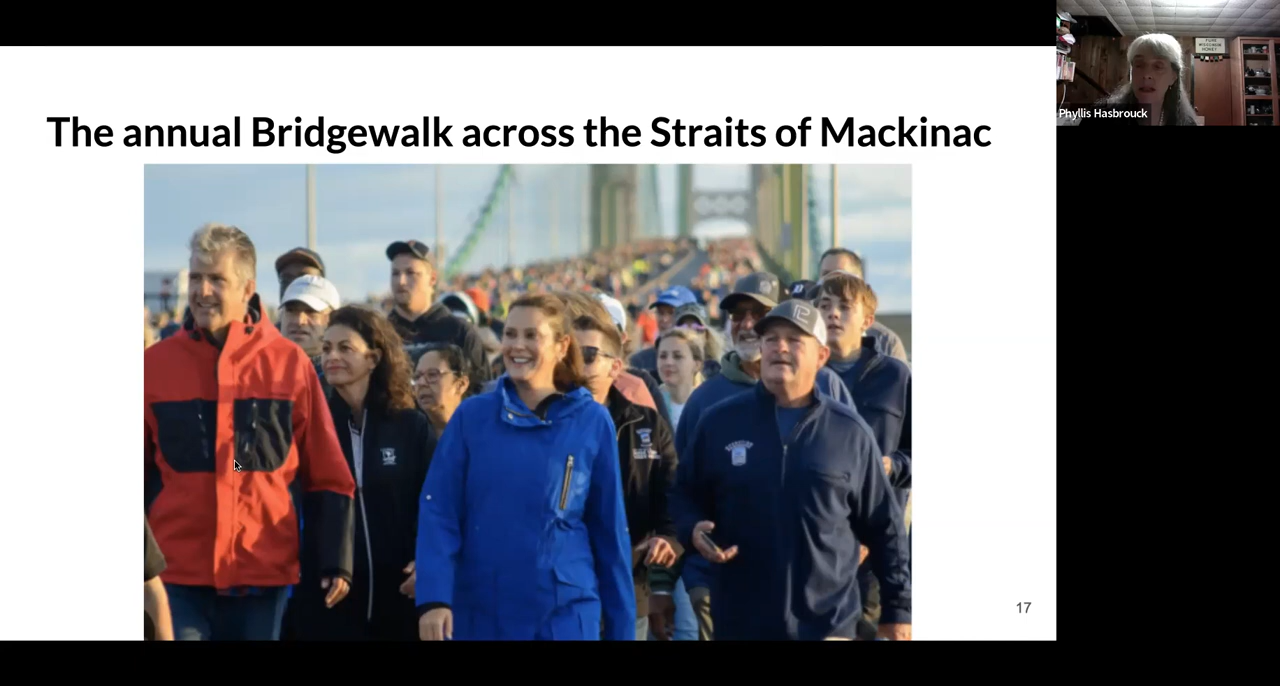 The annual Bridgewalk across the Straits of Mackinac
Phyllis Hasbrouck
17